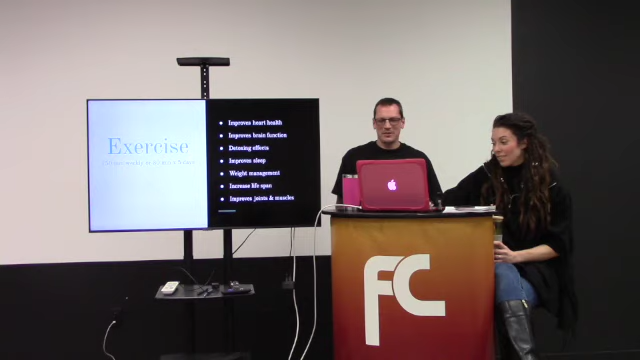 Exercise
● Improves heart health
● Improves brain function
● Detoxing effects
● Improves sleep
● Weight management
● Increase life span
● Improves joints & muscles
FC